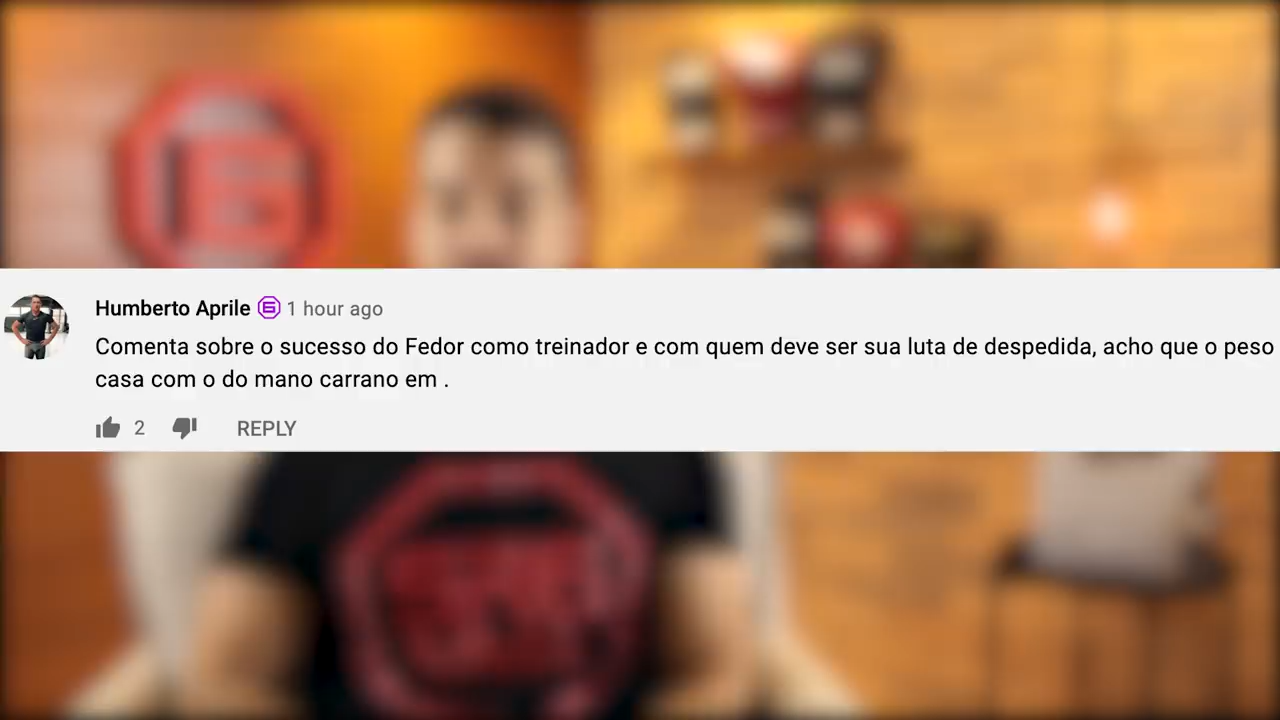 Humberto Aprile 1 hour ago
Comenta sobre o sucesso do Fedor como treinador e com quem deve ser sua luta de despedida, acho que o peso
casa com o do mano carrano em .
2 REPLY